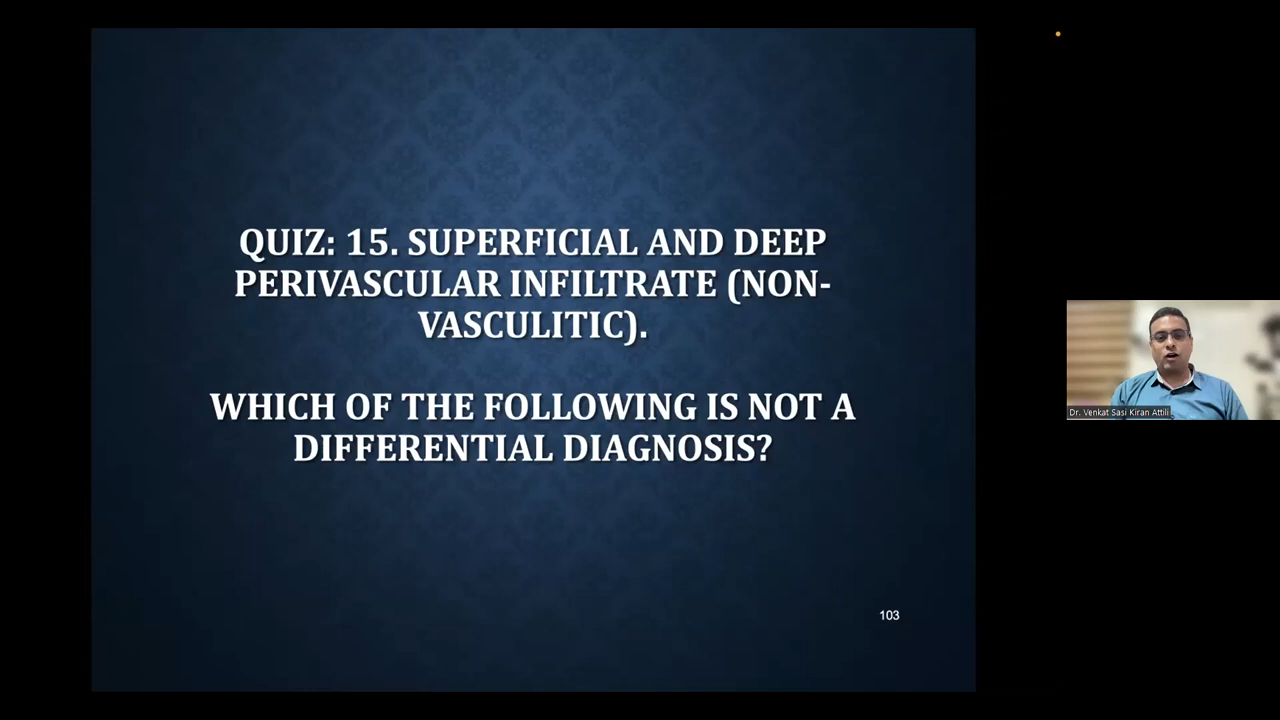 QUIZ: 15. SUPERFICIAL AND DEEP
PERIVASCULAR INFILTRATE (NON-
VASCULITIC).
WHICH OF THE FOLLOWING IS NOT A
DIFFERENTIAL DIAGNOSIS?
103
Dr. Venkat Sasi Kiran Attili